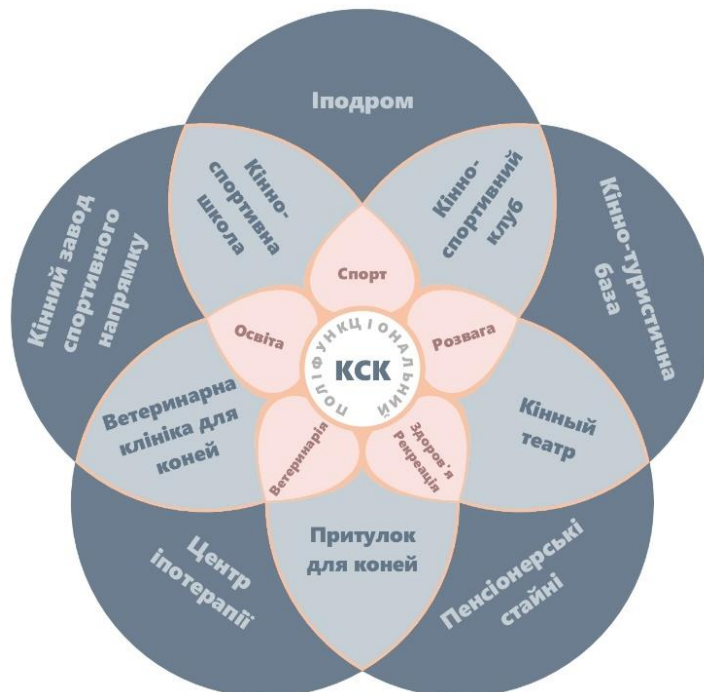 Іподром
Кінно-
спортивна
школа
Кінно-
спортивний
клуб
Кінний завод
спортивного
напрямку
Кінно-туристична
база
Спорт
Освіта
Розвага
ПОЛІФУНКЦІОНАЛЬНИЙ
КСК
Ветеринарна
клініка для
коней
Кінный
театр
Ветеринарія
Здоров'я
Рекреація
Притулок
для коней
Центр
іпотерапії
Пенсіонерські
стайні